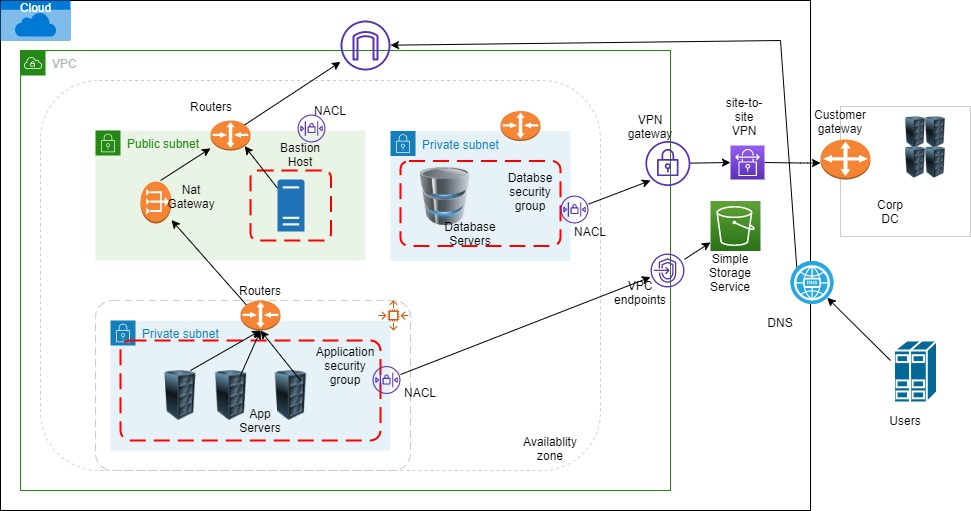 Cloud
VPC
Routers
NACL
Public subnet
Bastion
Host
Nat
Gateway
Private subnet
Databse
security
group
Database
Servers
NACL
VPN
gateway
site-to-
site
VPN
Customer
gateway
Corp
DC
Simple
Storage
Service
VPC
endpoints
DNS
DNS
Users
Routers
Private subnet
Application
security
group
NACL
App
Servers
Availablity
zone